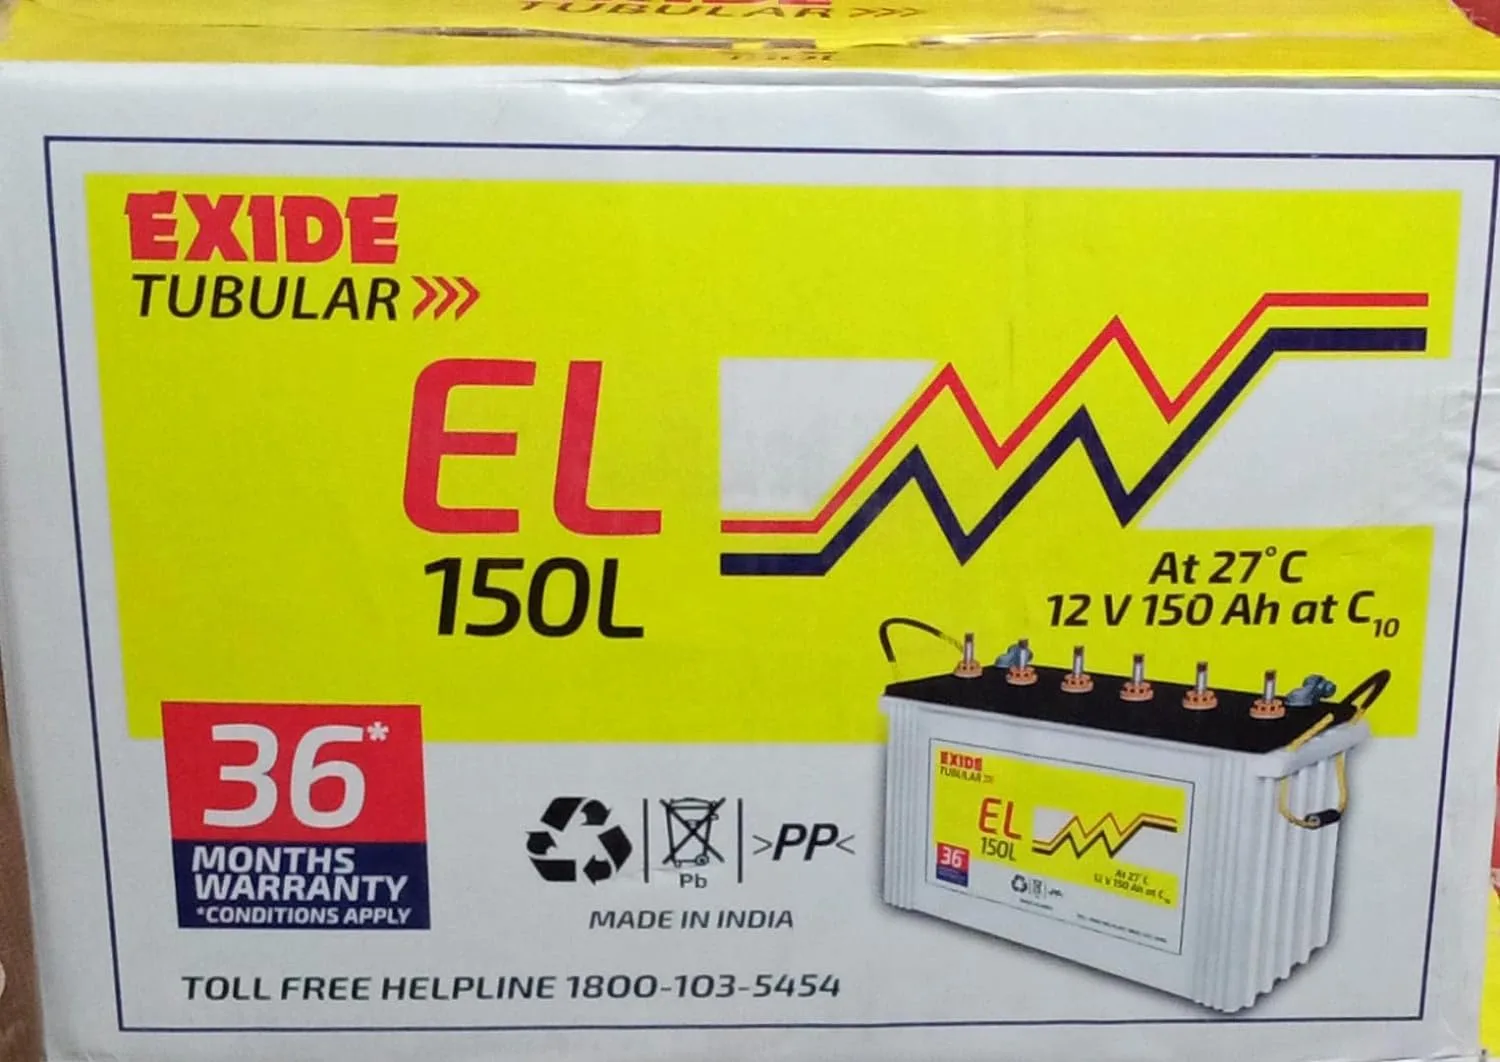 TUBULAR >>>
150L
EXIDE
TUBULAR >>>
EL
150L
At 27°C
12 V 150 Ah at C10
36*
MONTHS
WARRANTY
*CONDITIONS APPLY
Pb
>PP<
MADE IN INDIA
TOLL FREE HELPLINE 1800-103-5454
EXIDE
TUBULAR >>>
EL
150L
36
At 27°C
12 V 150 Ah at C10